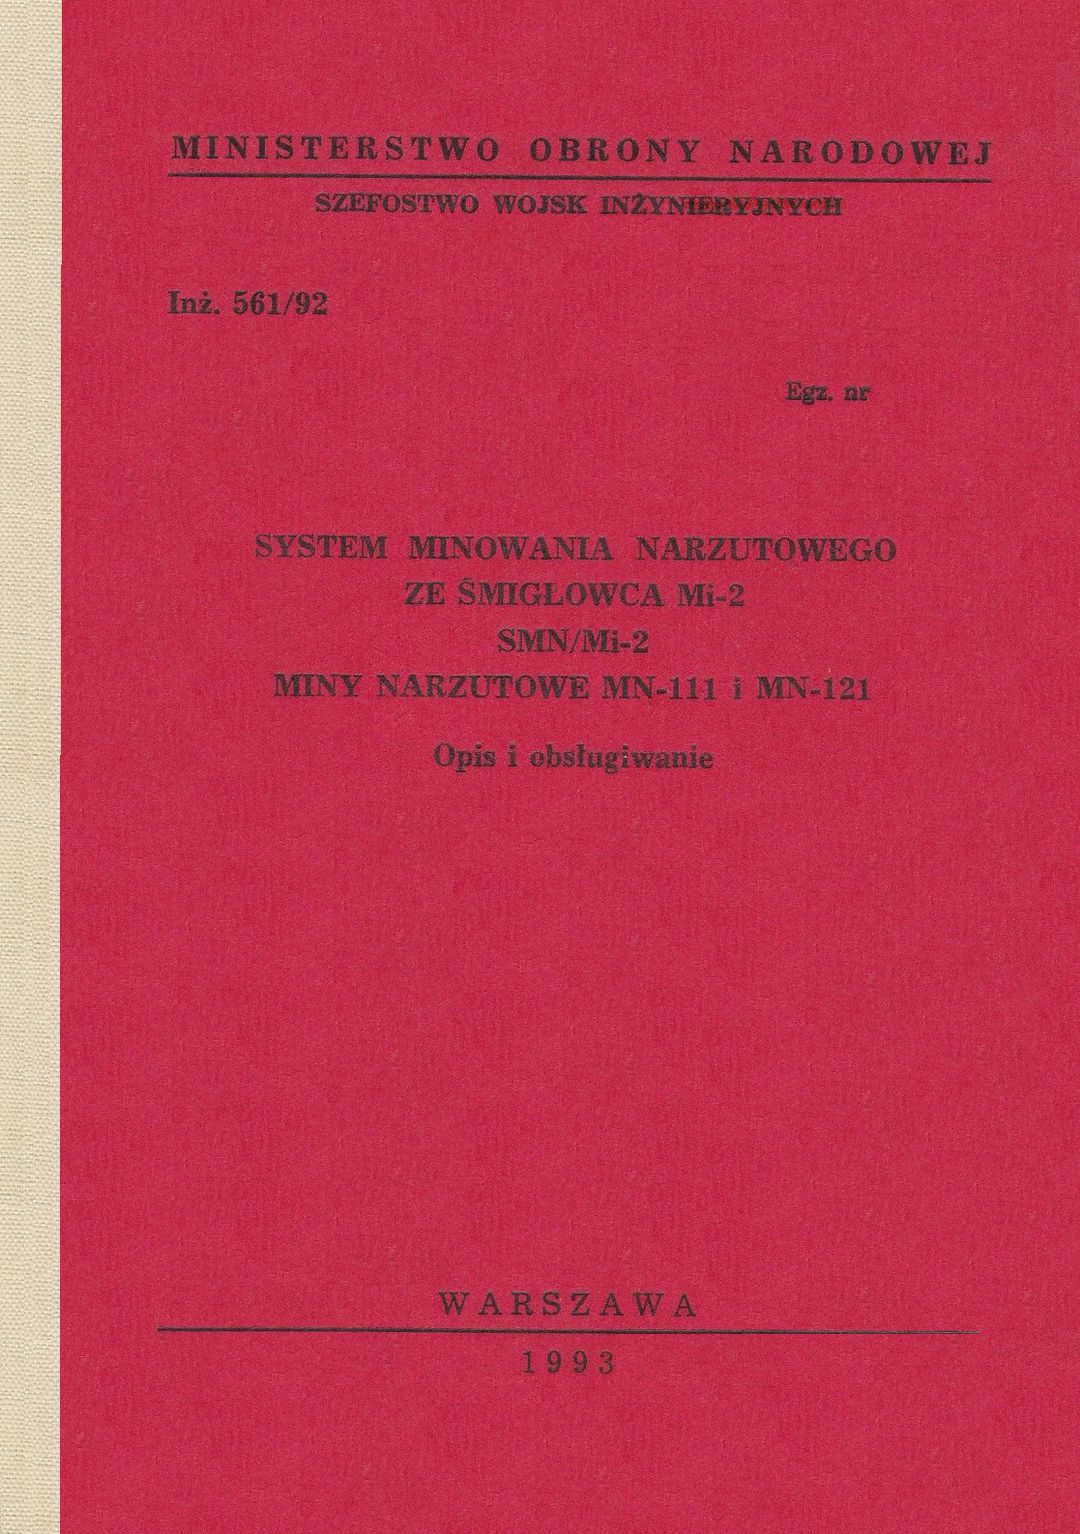 MINISTERSTWO OBRONY NARODOWEJ
SZEFOSTWO WOJSK INŻYNIERYJNYCH
Inż. 561/92
Egz. nr
SYSTEM MINOWANIA NARZUTOWEGO
ZE ŚMIGŁOWCA Mi-2
SMN/Mi-2
MINY NARZUTOWE MN-111 i MN-121
Opis i obsługiwanie
WARSZAWA
1993